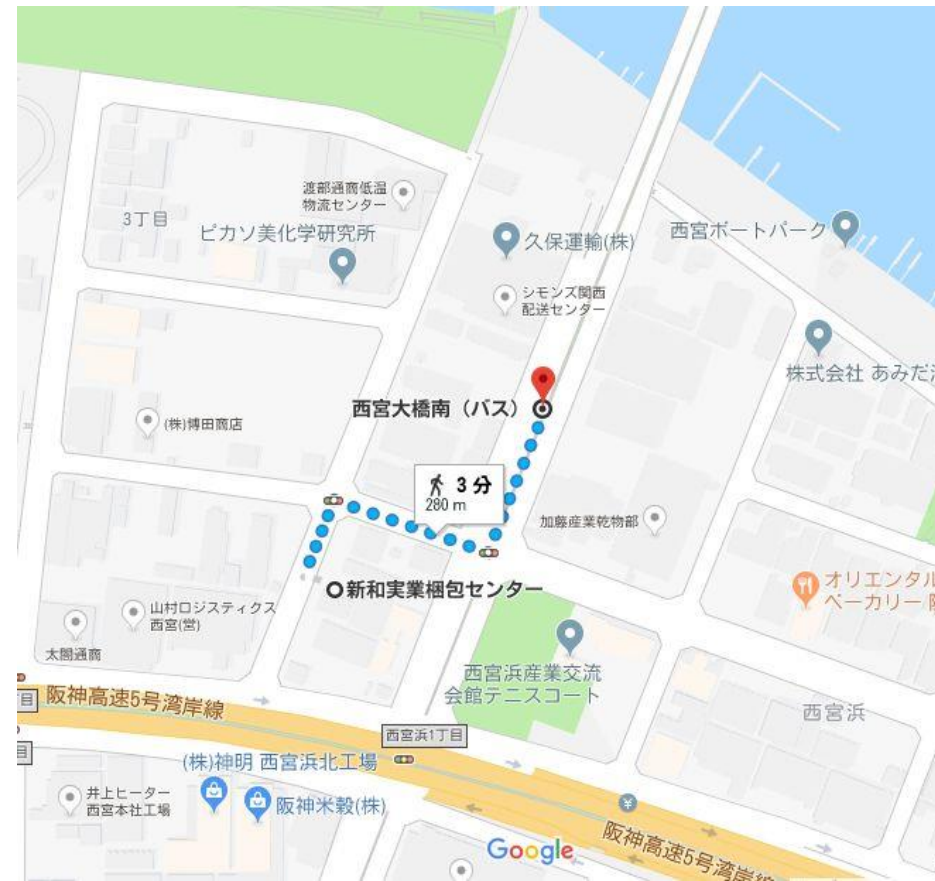 渡部通商低温
物流センター
3丁目
ピカソ美化学研究所
久保運輸(株)
西宮ボートパーク
シモンズ関西
配送センター
株式会社 あみだ
西宮大橋南（バス）
(株)博田商店
3 分
280 m
加藤産業乾物部
新和実業梱包センター
オリエンタル
ベーカリー
山村ロジスティクス
西宮(営)
太閤通商
西宮浜産業交流
会館テニスコート
阪神高速5号湾岸線
西宮浜
西宮浜1丁目
(株)神明 西宮浜北工場
井上ヒーター
西宮本社工場
阪神米穀(株)
Google
阪神高速5号湾岸線